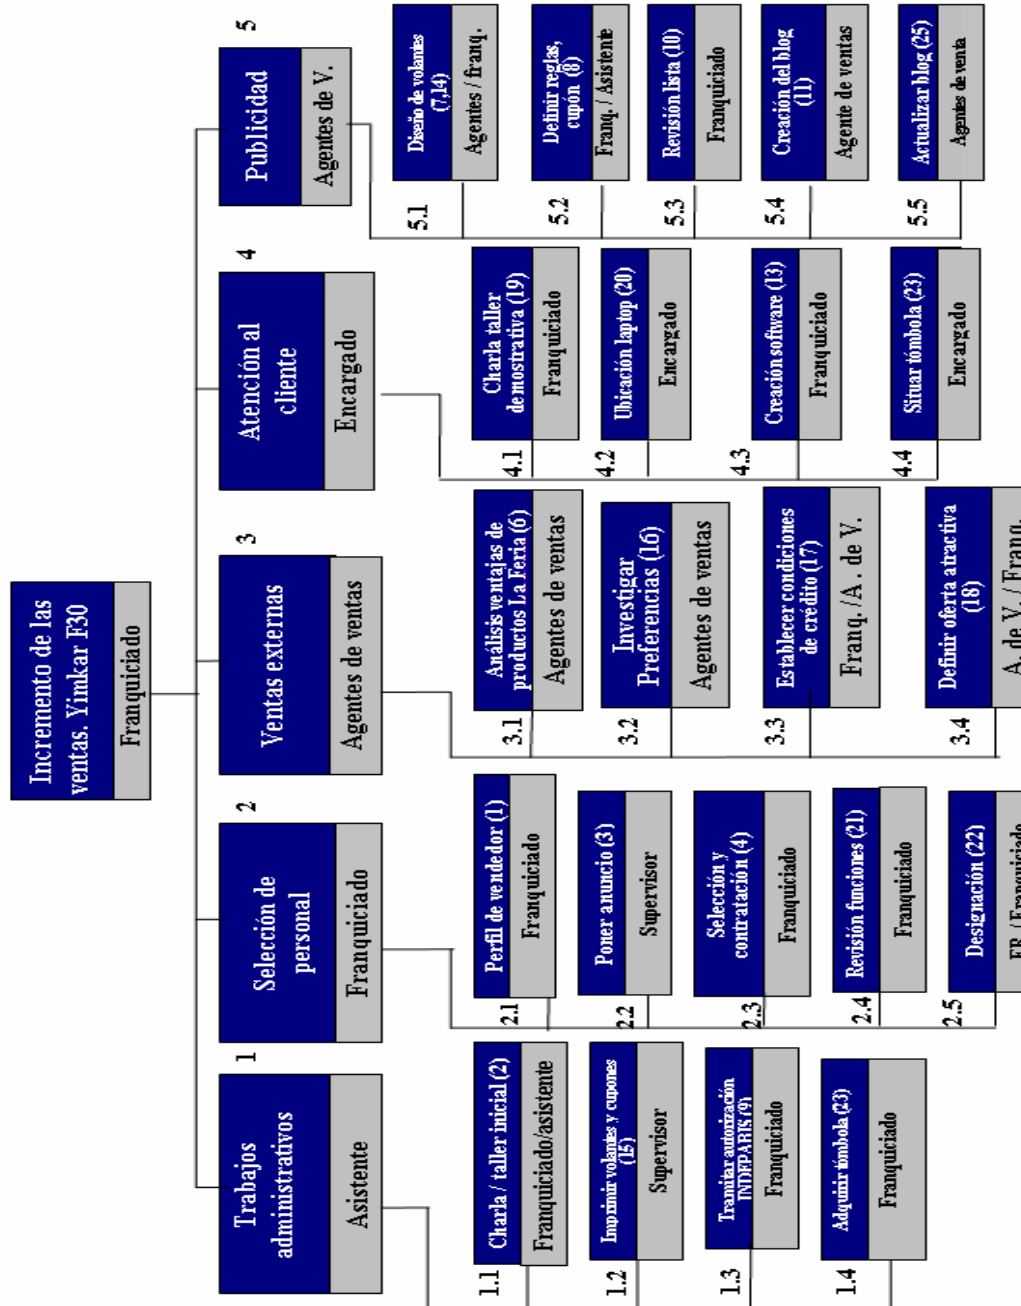 Incremento de las
ventas. Yimkar F30
Franquiciado
1
Trabajos
administrativos
Asistente
1.1
Charla / taller inicial (2)
Franquiciado/asistente
1.2
Imprimir volantes y cupones
(15)
Supervisor
1.3
Tramitar autorización
INDEPABIS (9)
Franquiciado
1.4
Adquirir tómbola (23)
Franquiciado
2
Selección de
personal
Franquiciado
2.1
Perfil de vendedor (1)
Franquiciado
2.2
Poner anuncio (3)
Supervisor
2.3
Selección y
contratación (4)
Franquiciado
2.4
Revisión funciones (21)
Franquiciado
2.5
Designación (22)
/ Franquiciado
3
Ventas externas
Agentes de ventas
3.1
Análisis ventajas de
productos La Feria (6)
Agentes de ventas
3.2
Investigar
Preferencias (16)
Agentes de ventas
3.3
Establecer condiciones
de crédito (17)
Franq. /A . de V.
3.4
Definir oferta atractiva
(18)
A. de V. / Franq.
4
Atención al
cliente
Encargado
4.1
Charla taller
demostrativa (19)
Franquiciado
4.2
Ubicación laptop (20)
Encargado
4.3
Creación software (13)
Franquiciado
4.4
Situar tómbola (23)
Encargado
5
Publicidad
Agentes de V.
5.1
Diseño de volantes
(7,14)
Agentes / franq.
5.2
Definir reglas,
cupón (8)
Franq. / Asistente
5.3
Revisión lista (10)
Franquiciado
5.4
Creación del blog
(11)
Agente de ventas
5.5
Actualizar blog (25)
Agentes de venta